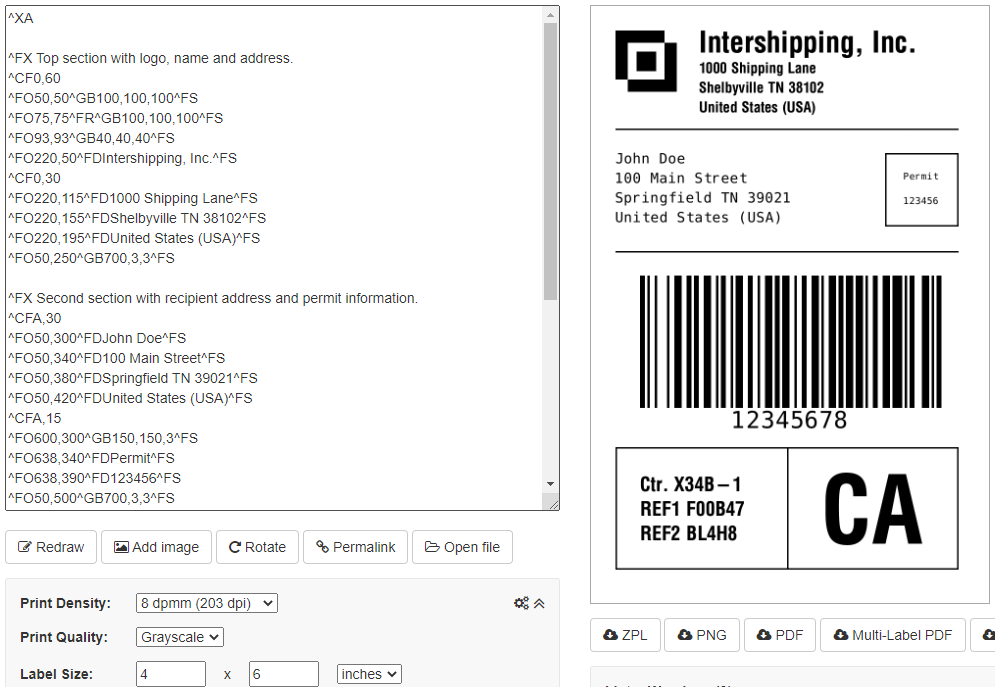 ^XA
^FX Top section with logo, name and address.
^CF0,60
^FO50,50^GB100,100,100^FS
^FO75,75^FR^GB100,100,100^FS
^FO93,93^GB40,40,40^FS
^FO220,50^FDIntershipping, Inc.^FS
^CF0,30
^FO220,115^FD1000 Shipping Lane^FS
^FO220,155^FDShelbyville TN 38102^FS
^FO220,195^FDUnited States (USA)^FS
^FO50,250^GB700,3,3^FS
^FX Second section with recipient address and permit information.
^CFA,30
^FO50,300^FDJohn Doe^FS
^FO50,340^FD100 Main Street^FS
^FO50,380^FDSpringfield TN 39021^FS
^FO50,420^FDUnited States (USA)^FS
^CFA,15
^FO600,300^GB150,150,3^FS
^FO638,340^FDPermit^FS
^FO638,390^FD123456^FS
^FO50,500^GB700,3,3^FS
Redraw Add image Rotate Permalink Open file
Print Density: 8 dpmm (203 dpi)
Print Quality: Grayscale
Label Size: 4 x 6 inches
Intershipping, Inc.
1000 Shipping Lane
Shelbyville TN 38102
United States (USA)
John Doe
100 Main Street
Springfield TN 39021
United States (USA)
Permit
123456
12345678
Ctr. X34B-1
REF1 F00B47
REF2 BL4H8
CA
ZPL PNG PDF Multi-Label PDF